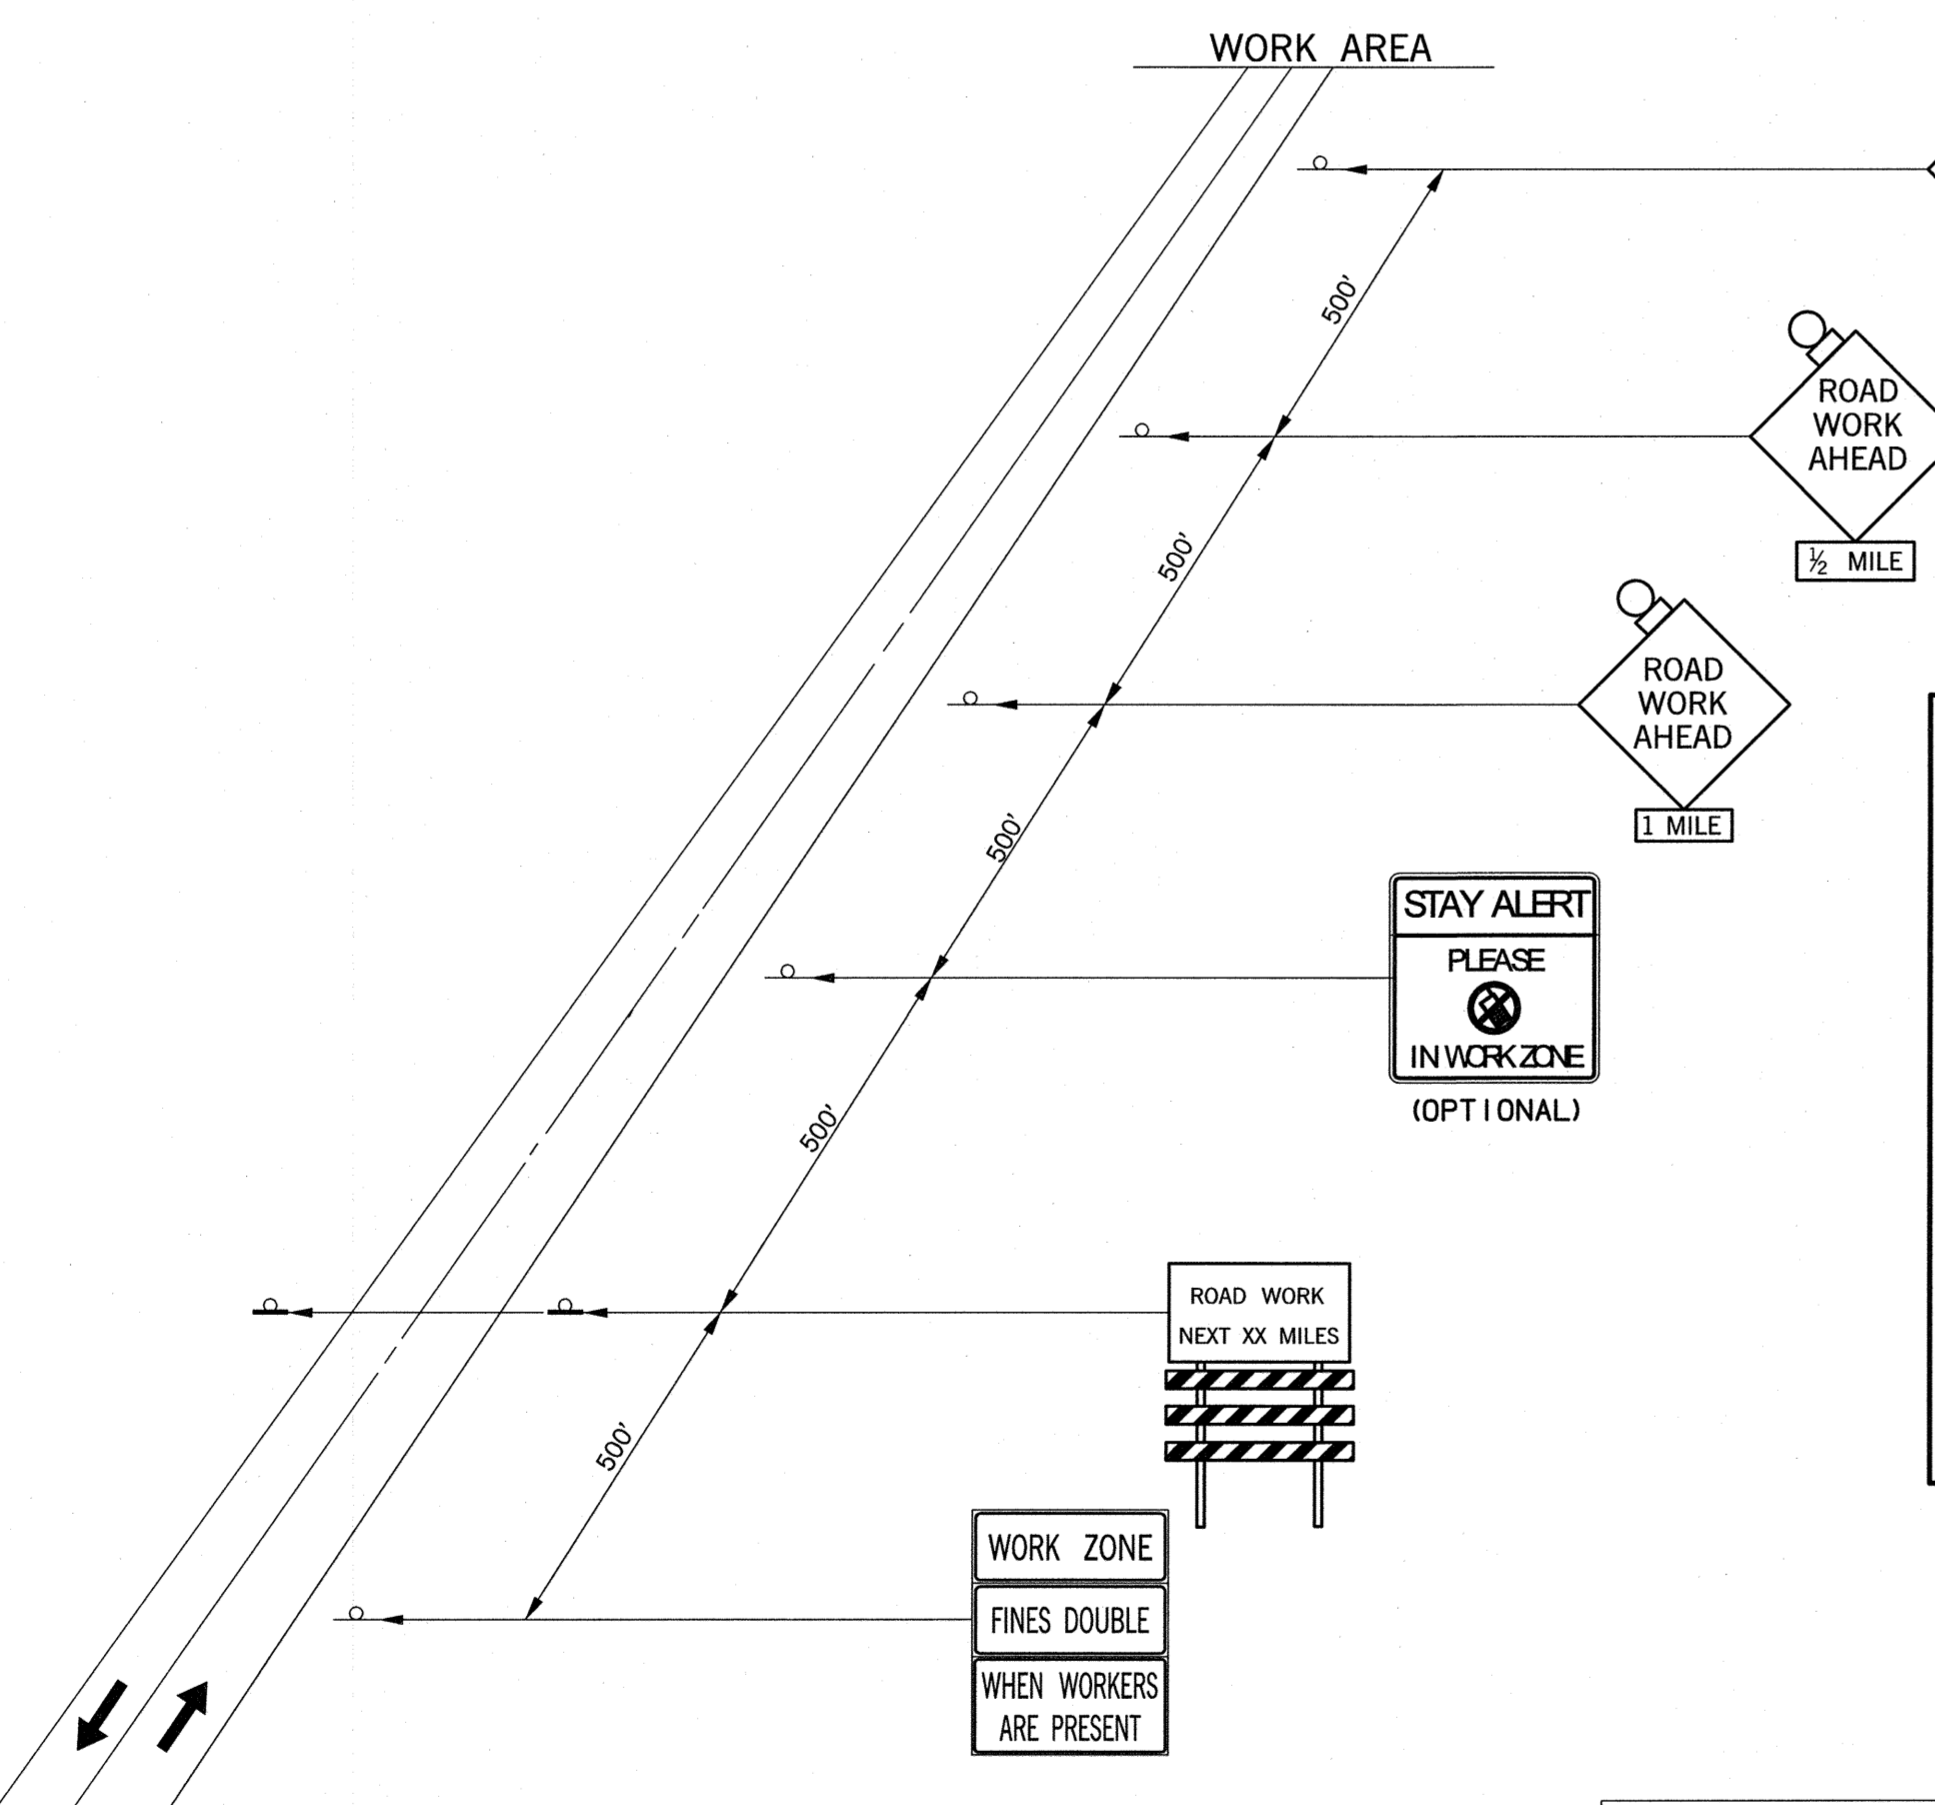 WORK AREA
500'
ROAD
WORK
AHEAD
½ MILE
500'
ROAD
WORK
AHEAD
1 MILE
500'
STAY ALERT
PLEASE
IN WORK ZONE
(OPTIONAL)
500'
ROAD WORK
NEXT XX MILES
500'
WORK ZONE
FINES DOUBLE
WHEN WORKERS
ARE PRESENT